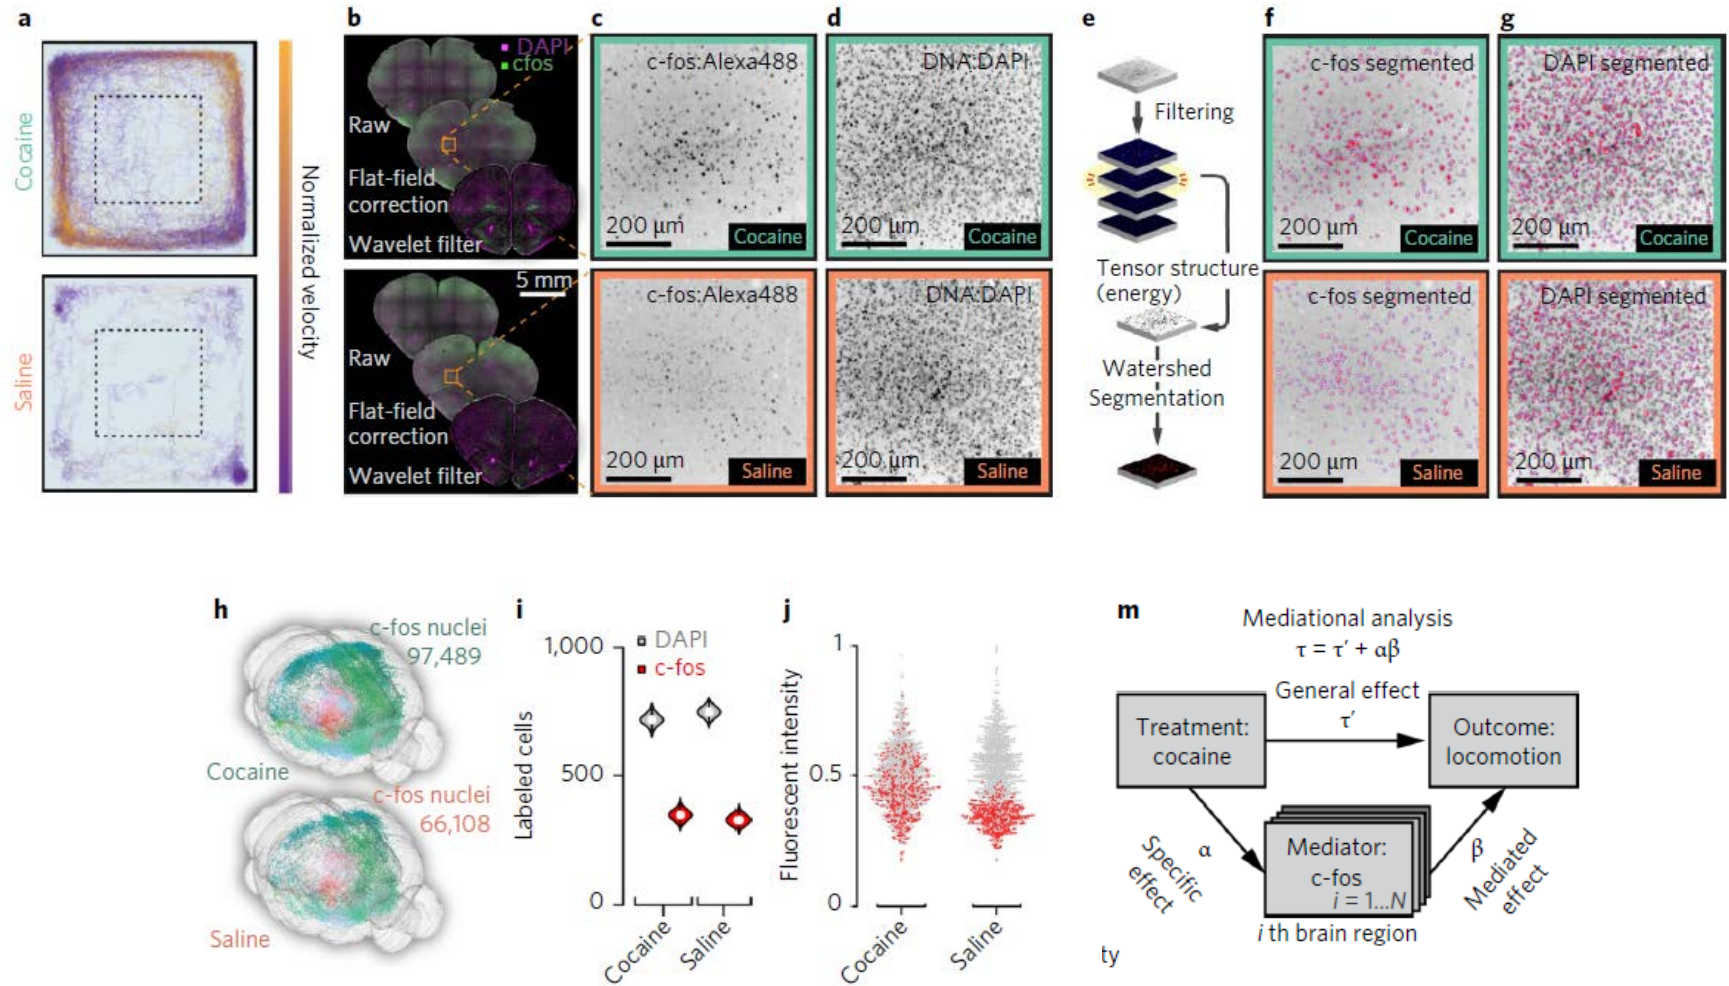 a
Cocaine
Saline
Normalized velocity
b
DAPI
cfos
Raw
Flat-field
correction
Wavelet filter
5 mm
Raw
Flat-field
correction
Wavelet filter
c
c-fos:Alexa488
200 µm
Cocaine
c-fos:Alexa488
200 µm
Saline
d
DNA:DAPI
200 µm
Cocaine
DNA:DAPI
200 µm
Saline
e
Filtering
Tensor structure
(energy)
Watershed
Segmentation
f
c-fos segmented
200 µm
Cocaine
c-fos segmented
200 µm
Saline
g
DAPI segmented
200 µm
Cocaine
DAPI segmented
200 µm
Saline
h
c-fos nuclei
97,489
Cocaine
c-fos nuclei
66,108
Saline
i
DAPI
c-fos
Labeled cells
1,000
500
0
Cocaine
Saline
j
Fluorescent intensity
1
0.5
0
Cocaine
Saline
m
Mediational analysis
τ = τ′ + αβ
General effect
τ′
Treatment:
cocaine
Outcome:
locomotion
α
Specific
effect
Mediator:
c-fos
i = 1...N
β
Mediated
effect
i th brain region
ty